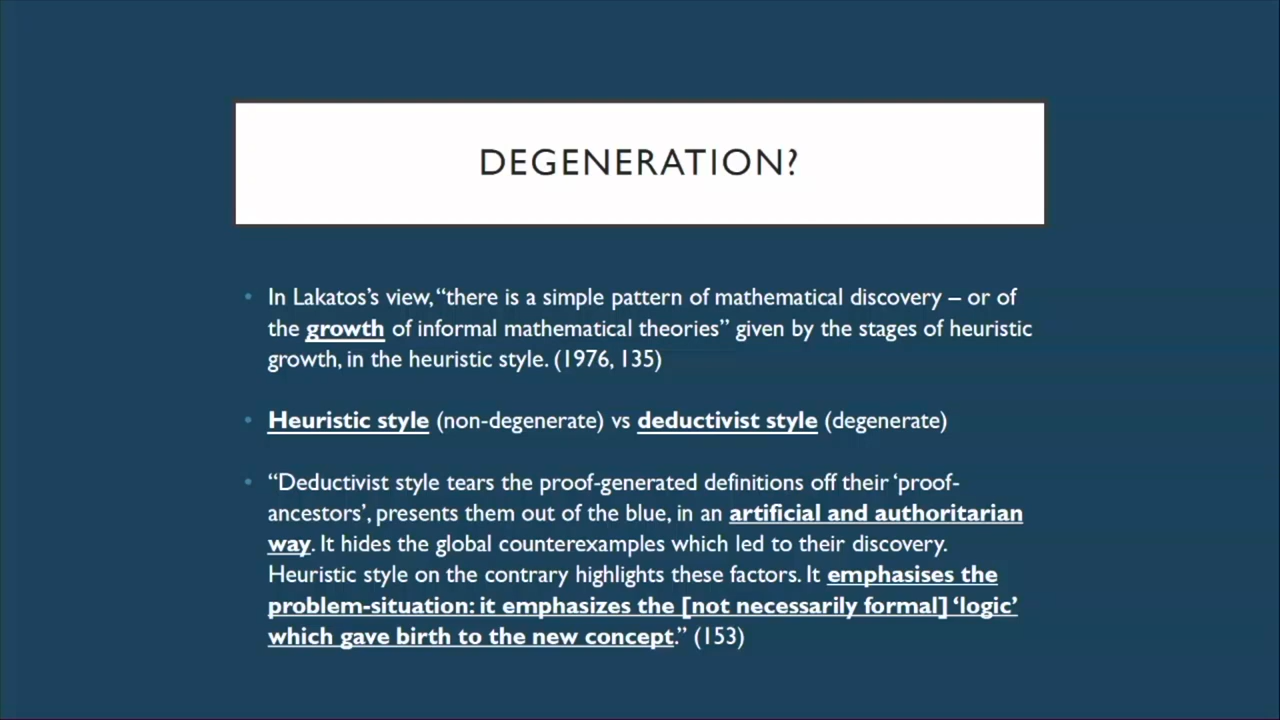 DEGENERATION?
• In Lakatos’s view, “there is a simple pattern of mathematical discovery – or of
the growth of informal mathematical theories” given by the stages of heuristic
growth, in the heuristic style. (1976, 135)
• Heuristic style (non-degenerate) vs deductivist style (degenerate)
• “Deductivist style tears the proof-generated definitions off their ‘proof-
ancestors’, presents them out of the blue, in an artificial and authoritarian
way. It hides the global counterexamples which led to their discovery.
Heuristic style on the contrary highlights these factors. It emphasises the
problem-situation: it emphasizes the [not necessarily formal] ‘logic’
which gave birth to the new concept.” (153)